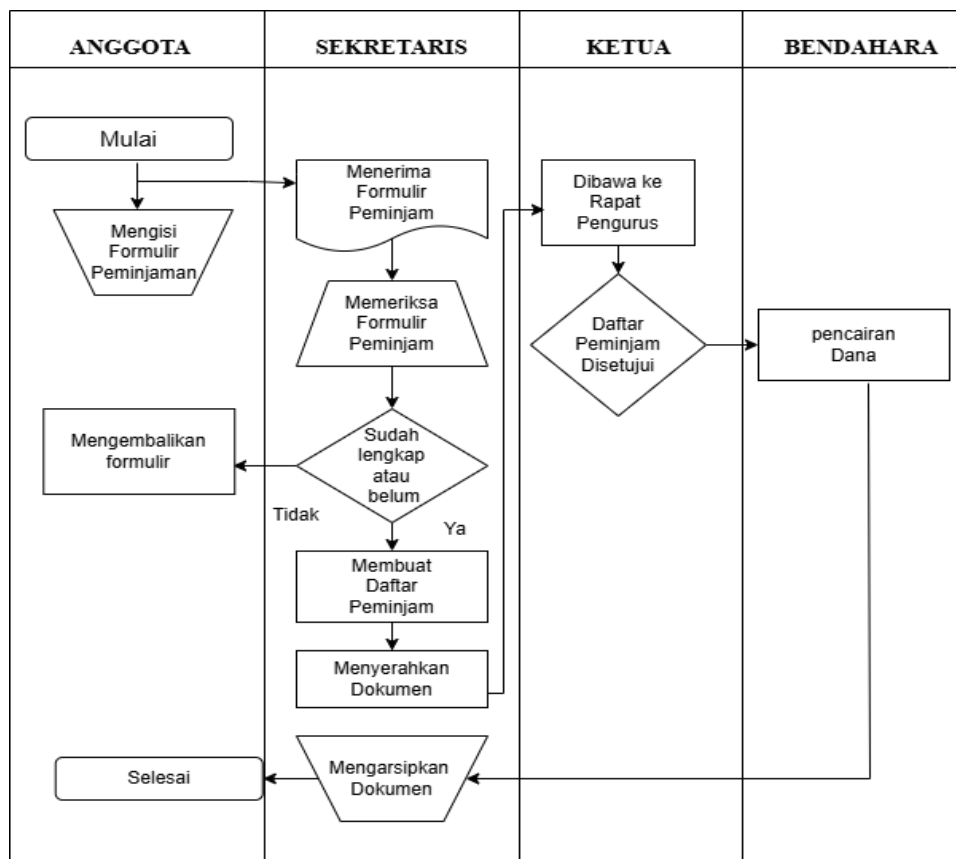 ANGGOTA
SEKRETARIS
KETUA
BENDAHARA
Mulai
Mengisi
Formulir
Peminjaman
Menerima
Formulir
Peminjam
Memeriksa
Formulir
Peminjam
Sudah
lengkap
atau
belum
Mengembalikan
formulir
Tidak
Ya
Membuat
Daftar
Peminjam
Menyerahkan
Dokumen
Dibawa ke
Rapat
Pengurus
Daftar
Peminjam
Disetujui
pencairan
Dana
Mengarsipkan
Dokumen
Selesai